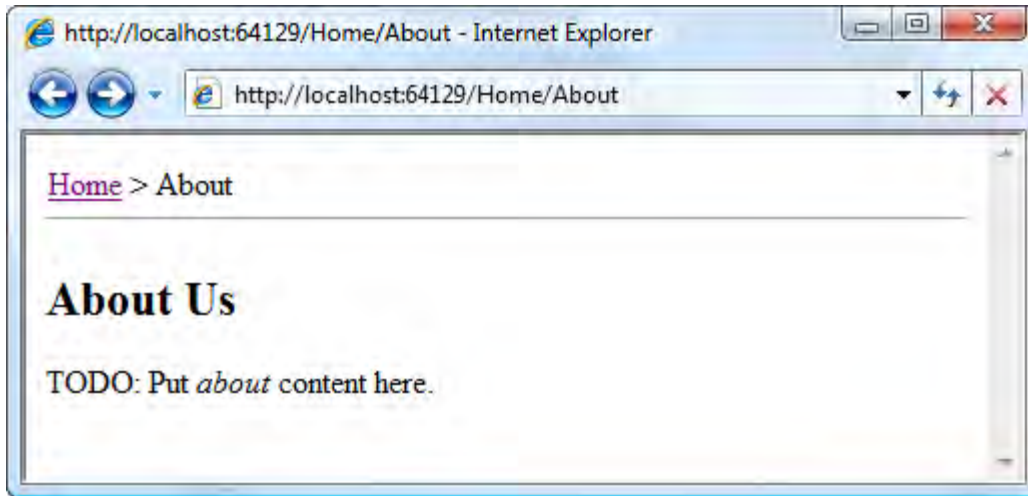 http://localhost:64129/Home/About - Internet Explorer
http://localhost:64129/Home/About
Home > About
About Us
TODO: Put about content here.